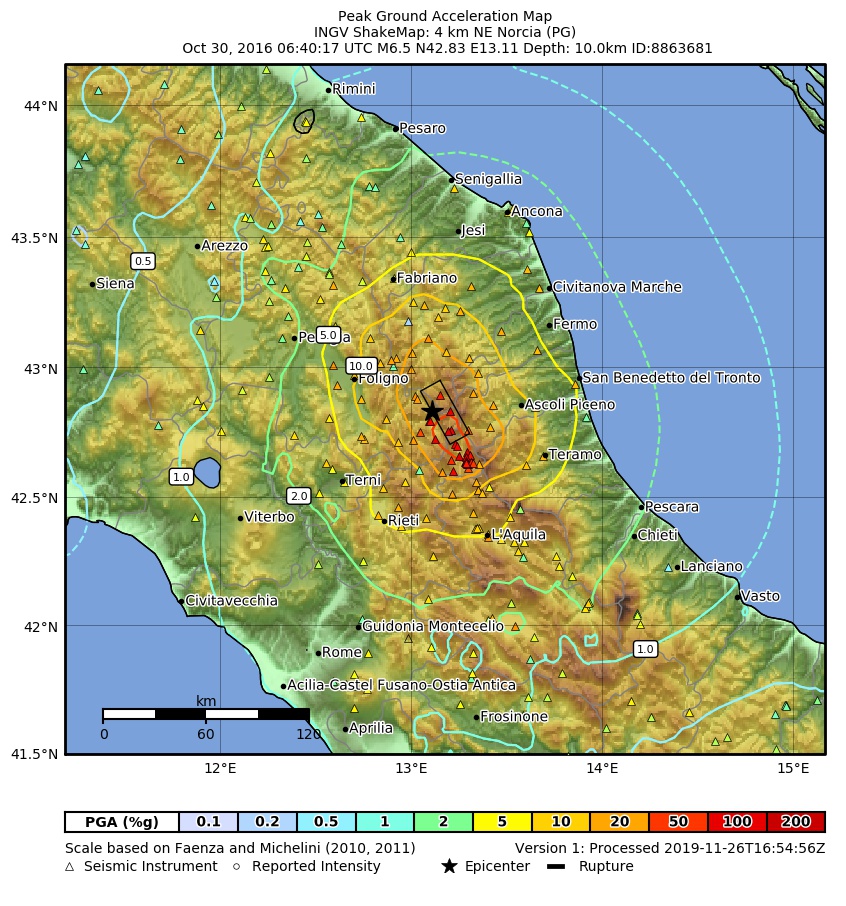 Peak Ground Acceleration Map
INGV ShakeMap: 4 km NE Norcia (PG)
Oct 30, 2016 06:40:17 UTC M6.5 N42.83 E13.11 Depth: 10.0km ID:8863681
44°N
Rimini
Pesaro
Senigallia
Ancona
43.5°N
Arezzo
Jesi
0.5
Siena
Fabriano
Civitanova Marche
Fermo
5.0
43°N
10.0
Foligno
San Benedetto del Tronto
Ascoli Piceno
Teramo
1.0
Terni
42.5°N
2.0
Viterbo
Rieti
Pescara
L'Aquila
Chieti
Lanciano
Civitavecchia
Vasto
42°N
Guidonia Montecelio
Rome
1.0
Acilia-Castel Fusano-Ostia Antica
km
Frosinone
0 60 120
Aprilia
41.5°N
12°E 13°E 14°E 15°E
PGA (%g) 0.1 0.2 0.5 1 2 5 10 20 50 100 200
Scale based on Faenza and Michelini (2010, 2011) Version 1: Processed 2019-11-26T16:54:56Z
Seismic Instrument Reported Intensity Epicenter Rupture